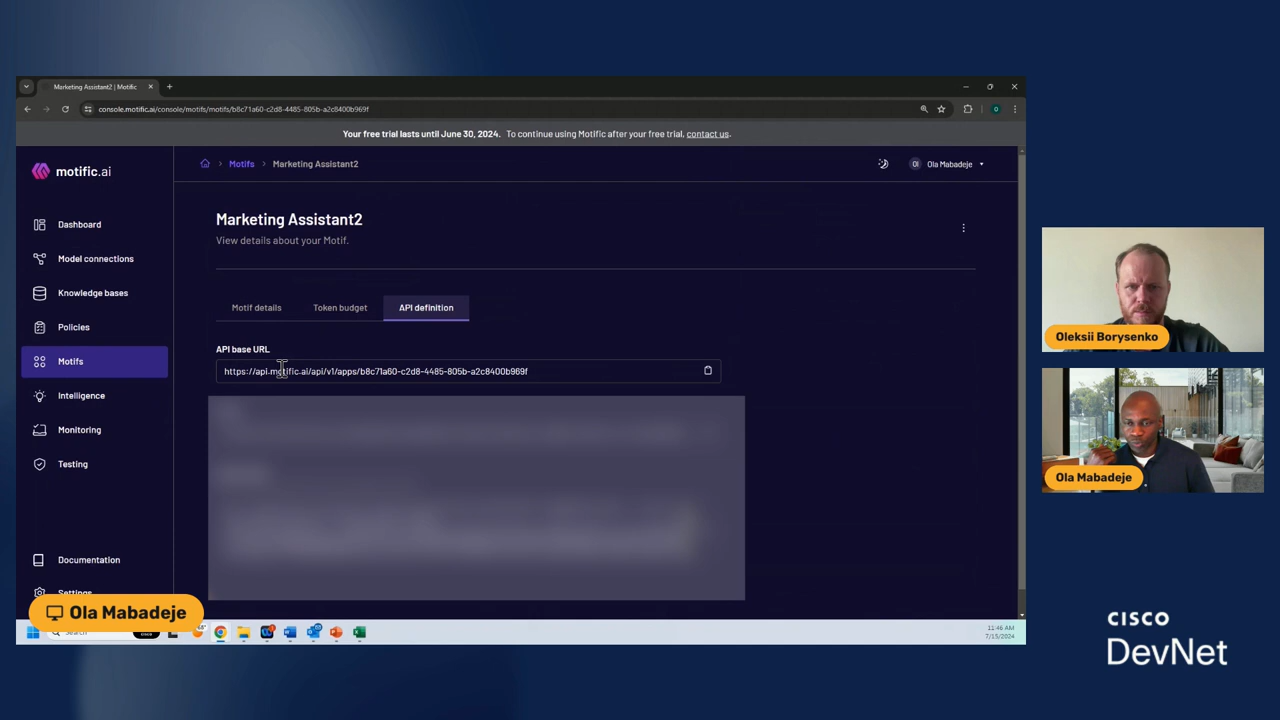 Marketing Assistant2 | Motific
console.motific.ai/console/motifs/motifs/b8c71a60-c2d8-4485-805b-a2c8400b969f
Your free trial lasts until June 30, 2024. To continue using Motific after your free trial, contact us.
motific.ai
Motifs > Marketing Assistant2
OI Ola Mabadeje
Dashboard
Model connections
Knowledge bases
Policies
Motifs
Intelligence
Monitoring
Testing
Documentation
Settings
Marketing Assistant2
View details about your Motif.
Motif details
Token budget
API definition
API base URL
https://api.motific.ai/api/v1/apps/b8c71a60-c2d8-4485-805b-a2c8400b969f
Oleksii Borysenko
Ola Mabadeje
Ola Mabadeje
Search
11:46 AM
7/15/2024
CISCO
DevNet